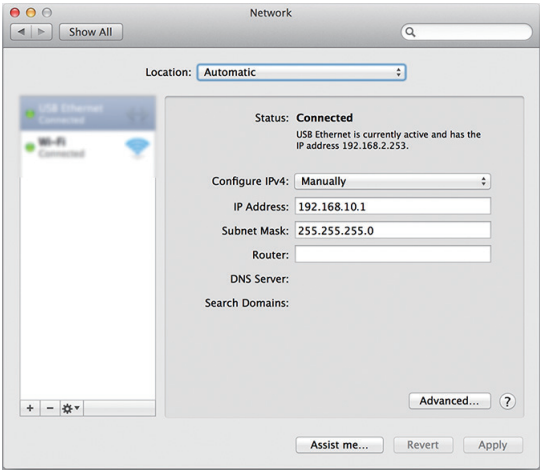 Network
Show All
Location: Automatic
USB Ethernet
Connected
Wi-Fi
Connected
Status: Connected
USB Ethernet is currently active and has the
IP address 192.168.2.253.
Configure IPv4: Manually
IP Address: 192.168.10.1
Subnet Mask: 255.255.255.0
Router:
DNS Server:
Search Domains:
+ −
Advanced... ?
Assist me... Revert Apply